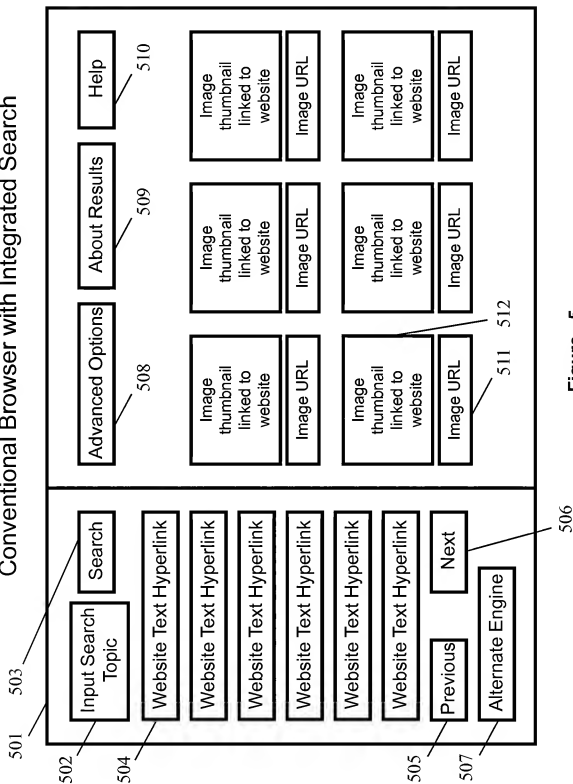 Conventional Browser with Integrated Search
501
503
502
Input Search
Topic
Search
504
Website Text Hyperlink
Website Text Hyperlink
Website Text Hyperlink
Website Text Hyperlink
Website Text Hyperlink
Website Text Hyperlink
505
Previous
Next
507
Alternate Engine
506
Advanced Options
About Results
Help
508
509
510
Image
thumbnail
linked to
website
Image URL
Image
thumbnail
linked to
website
Image URL
Image
thumbnail
linked to
website
Image URL
Image
thumbnail
linked to
website
Image URL
Image
thumbnail
linked to
website
Image URL
Image
thumbnail
linked to
website
Image URL
511
512
Figure 5